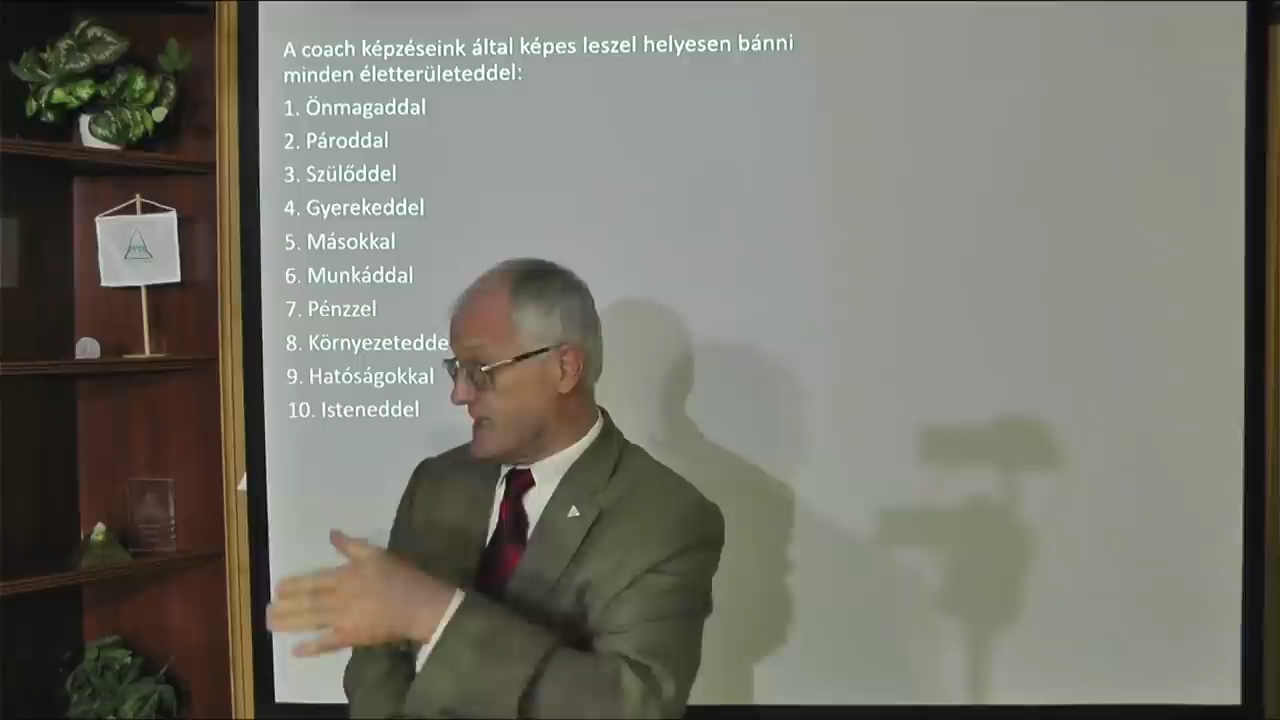 A coach képzéseink által képes leszel helyesen bánni
minden életterületeddel:
1. Önmagaddal
2. Pároddal
3. Szülőddel
4. Gyerekeddel
5. Másokkal
6. Munkáddal
7. Pénzzel
8. Környezetedde
9. Hatóságokkal
10. Isteneddel